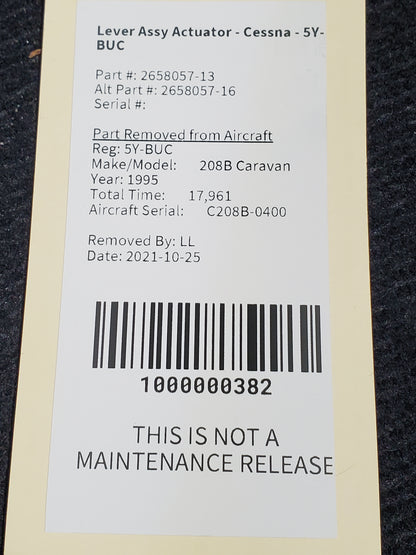 Lever Assy Actuator - Cessna - 5Y-
BUC
Part #: 2658057-13
Alt Part #: 2658057-16
Serial #:
Part Removed from Aircraft
Reg: 5Y-BUC
Make/Model: 208B Caravan
Year: 1995
Total Time: 17,961
Aircraft Serial: C208B-0400
Removed By: LL
Date: 2021-10-25
1000000382
THIS IS NOT A
MAINTENANCE RELEASE